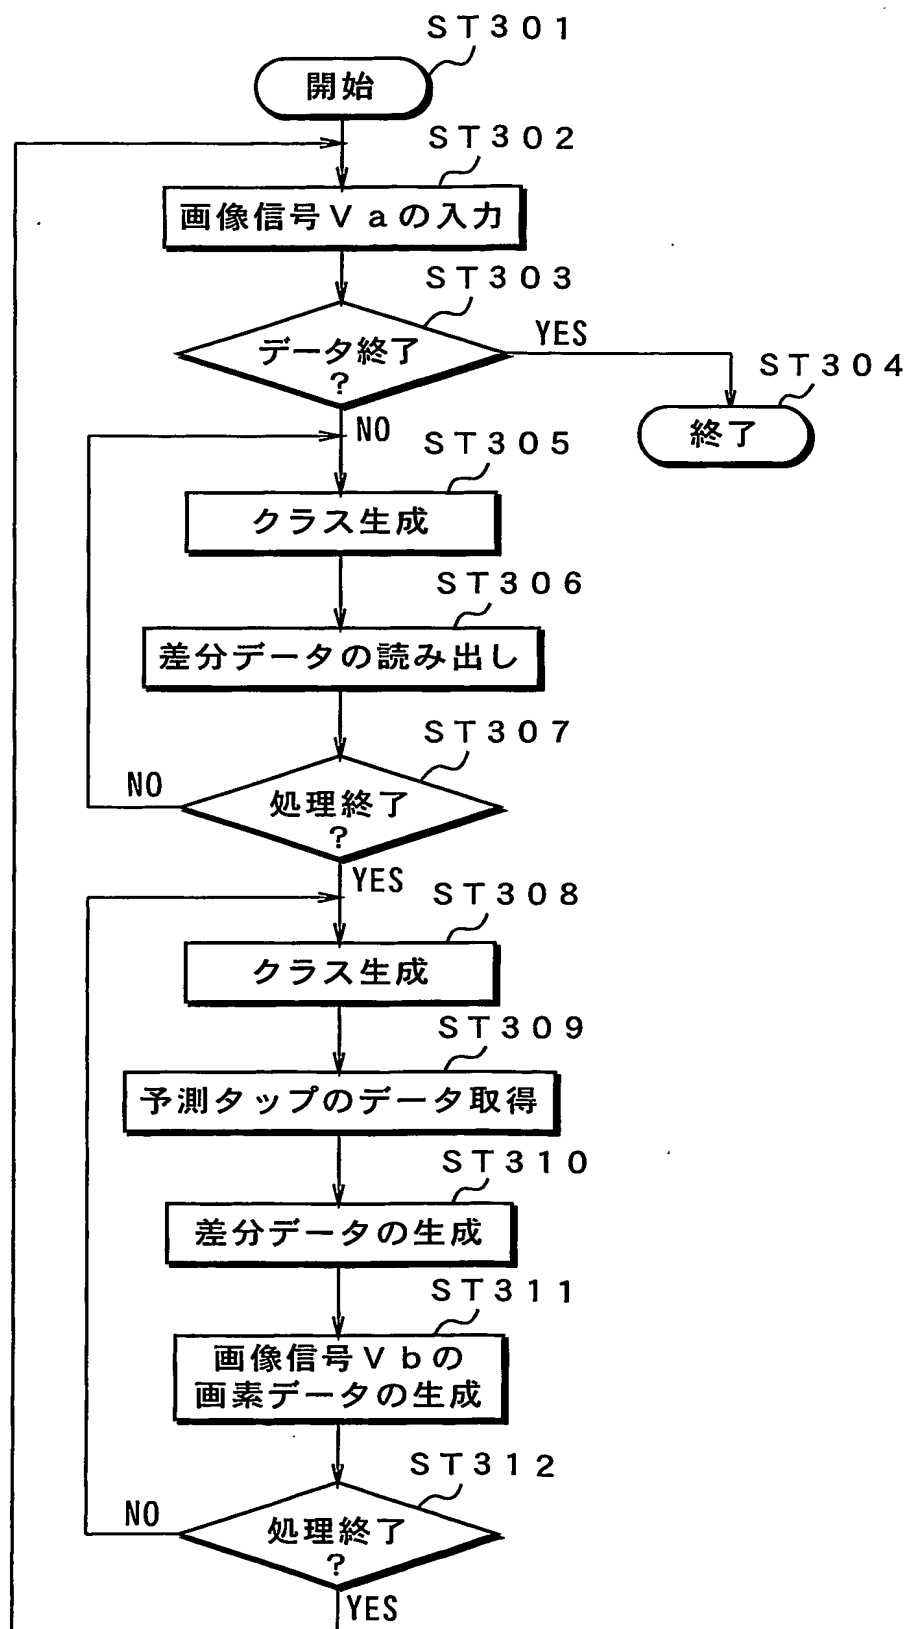 ST301
開始
ST302
画像信号Vaの入力
ST303
データ終了
?
YES
ST304
終了
NO
ST305
クラス生成
ST306
差分データの読み出し
ST307
NO
処理終了
?
YES
ST308
クラス生成
ST309
予測タップのデータ取得
ST310
差分データの生成
ST311
画像信号Vbの
画素データの生成
ST312
NO
処理終了
?
YES